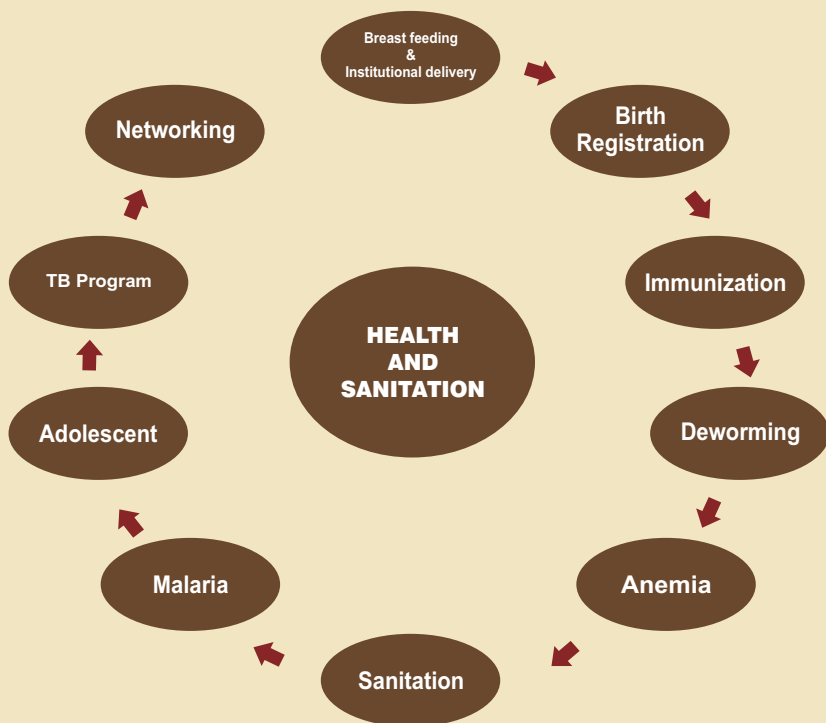 Breast feeding
&
Institutional delivery
Birth
Registration
Immunization
Deworming
Anemia
Sanitation
Malaria
Adolescent
TB Program
Networking
HEALTH
AND
SANITATION